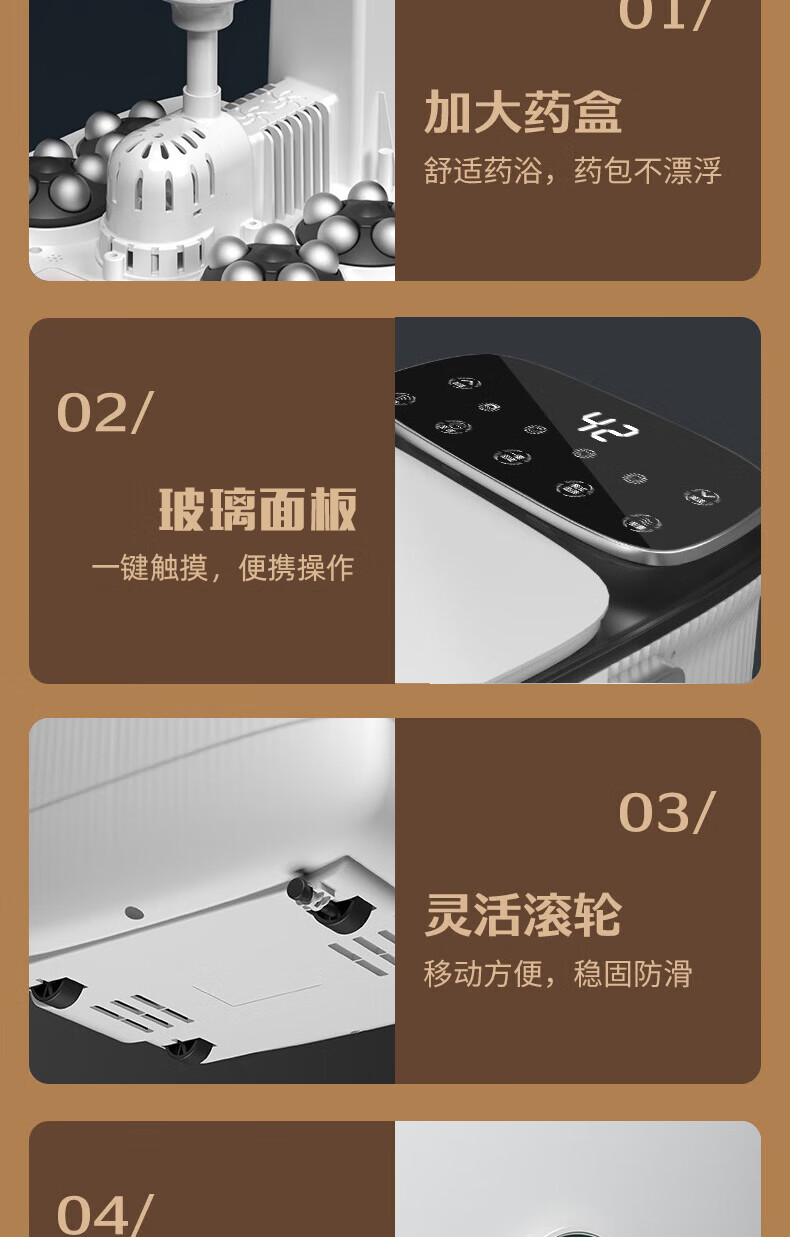 01/
加大药盒
舒适药浴，药包不漂浮
02/
玻璃面板
一键触摸，便携操作
42
03/
灵活滚轮
移动方便，稳固防滑
04/